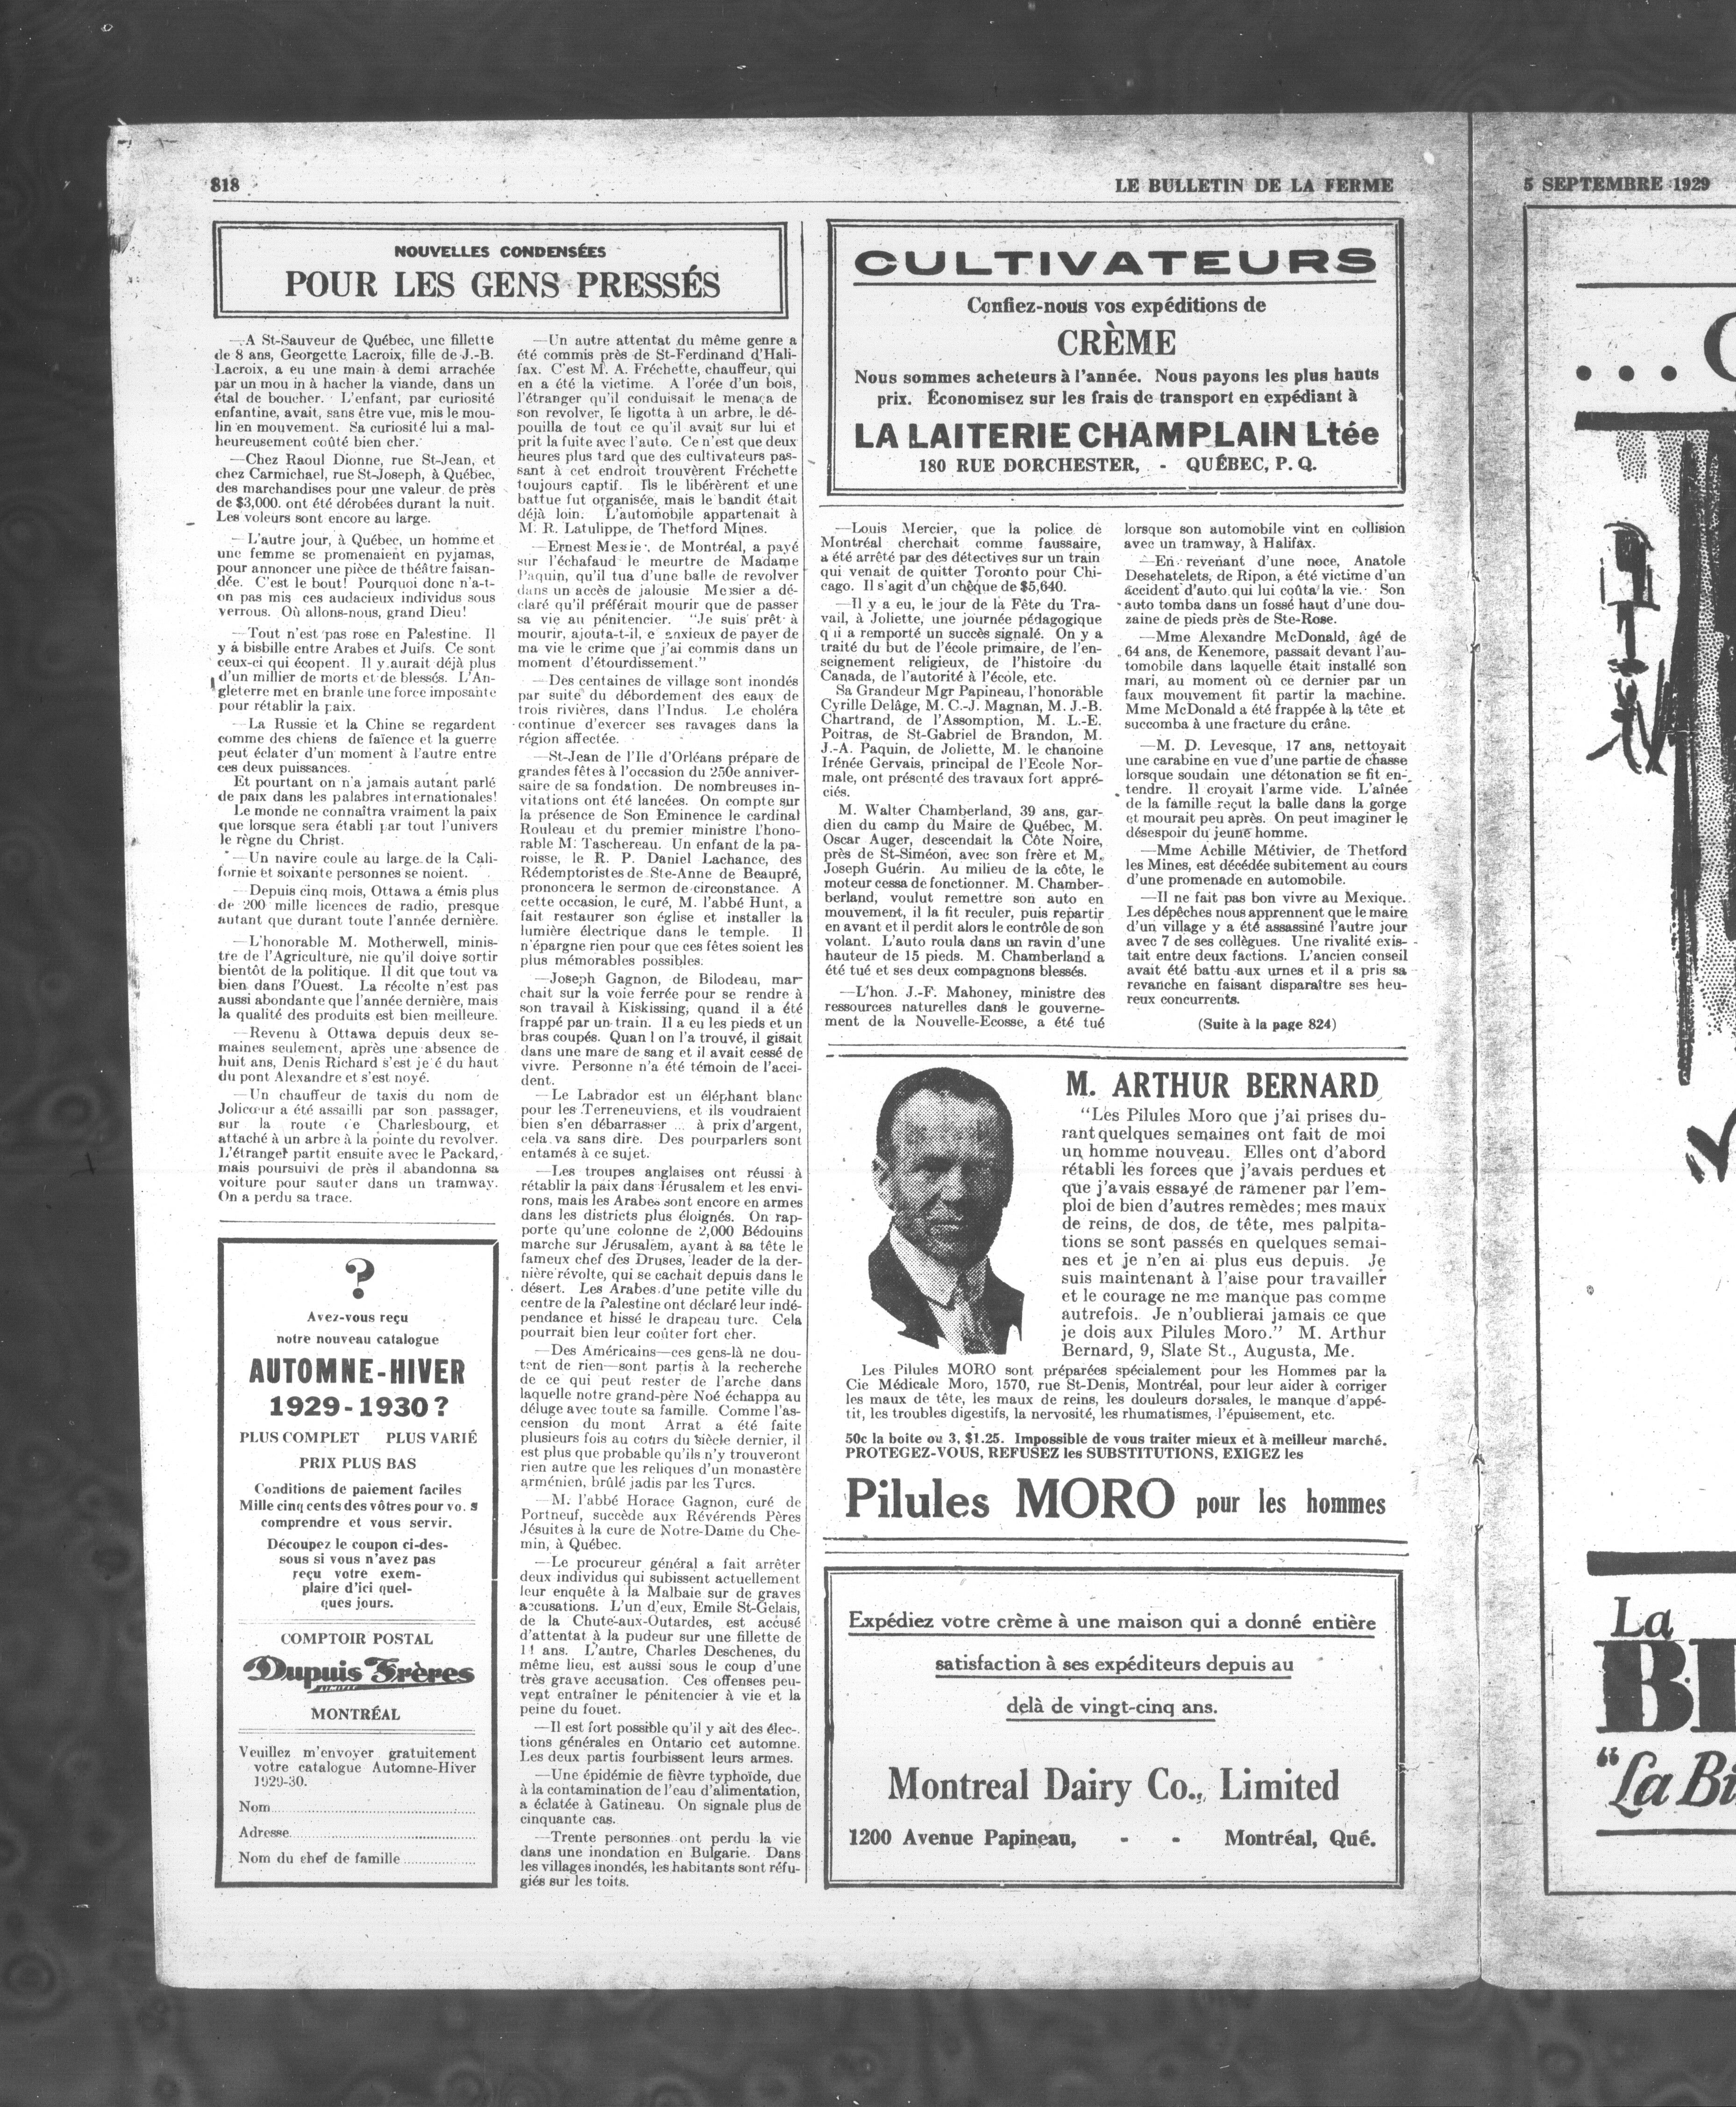 818
LE BULLETIN DE LA FERME
NOUVELLES CONDENSÉES
POUR LES GENS PRESSÉS
—A St-Sauveur de Québec, une fillette
de 8 ans, Georgette Lacroix, fille de J.-B.
Lacroix, a eu une main à demi arrachée
par un mou in à hacher la viande, dans un
étal de boucher. L'enfant, par curiosité
enfantine, avait, sans être vue, mis le mou-
lin en mouvement. Sa curiosité lui a mal-
heureusement coûté bien cher.
—Chez Raoul Dionne, rue St-Jean, et
chez Carmichael, rue St-Joseph, à Québec,
des marchandises pour une valeur de près
de $3,000. ont été dérobées durant la nuit.
Les voleurs sont encore au large.
—L'autre jour, à Québec, un homme et
une femme se promenaient en pyjamas,
pour annoncer une pièce de théâtre faisan-
dée. C'est le bout! Pourquoi donc n'a-t-
on pas mis ces audacieux individus sous
verrous. Où allons-nous, grand Dieu!
—Tout n'est pas rose en Palestine. Il
y a bisbille entre Arabes et Juifs. Ce sont
ceux-ci qui écopent. Il y aurait déjà plus
d'un millier de morts et de blessés. L'An-
gleterre met en branle une force imposante
pour rétablir la paix.
—La Russie et la Chine se regardent
comme des chiens de faïence et la guerre
peut éclater d'un moment à l'autre entre
ces deux puissances.
Et pourtant on n'a jamais autant parlé
de paix dans les palabres internationales!
Le monde ne connaîtra vraiment la paix
que lorsque sera établi par tout l'univers
le règne du Christ.
—Un navire coule au large de la Cali-
fornie et soixante personnes se noient.
—Depuis cinq mois, Ottawa a émis plus
de 200 mille licences de radio, presque
autant que durant toute l'année dernière.
—L'honorable M. Motherwell, minis-
tre de l'Agriculture, nie qu'il doive sortir
bientôt de la politique. Il dit que tout va
bien dans l'Ouest. La récolte n'est pas
aussi abondante que l'année dernière, mais
la qualité des produits est bien meilleure.
—Revenu à Ottawa depuis deux se-
maines seulement, après une absence de
huit ans, Denis Richard s'est je é du haut
du pont Alexandre et s'est noyé.
—Un chauffeur de taxis du nom de
Jolicœur a été assailli par son passager,
sur la route de Charlesbourg, et
attaché à un arbre à la pointe du revolver.
L'étranger partit ensuite avec le Packard,
mais poursuivi de près il abandonna sa
voiture pour sauter dans un tramway.
On a perdu sa trace.
?
Avez-vous reçu
notre nouveau catalogue
AUTOMNE-HIVER
1929-1930?
PLUS COMPLET PLUS VARIÉ
PRIX PLUS BAS
Conditions de paiement faciles
Mille cinq cents des vôtres pour vo. s
comprendre et vous servir.
Découpez le coupon ci-des-
sous si vous n'avez pas
reçu votre exem-
plaire d'ici quel-
ques jours.
COMPTOIR POSTAL
Dupuis Frères
LIMITÉE
MONTRÉAL
Veuillez m'envoyer gratuitement
votre catalogue Automne-Hiver
1929-30.
Nom
Adresse
Nom du chef de famille
—Un autre attentat du même genre a
été commis près de St-Ferdinand d'Hali-
fax. C'est M. A. Fréchette, chauffeur, qui
en a été la victime. A l'orée d'un bois,
l'étranger qu'il conduisait le menaça de
son revolver, le ligotta à un arbre, le dé-
pouilla de tout ce qu'il avait sur lui et
prit la fuite avec l'auto. Ce n'est que deux
heures plus tard que des cultivateurs pas-
sant à cet endroit trouvèrent Fréchette
toujours captif. Ils le libérèrent et une
battue fut organisée, mais le bandit était
déjà loin. L'automobile appartenait à
M. R. Latulippe, de Thetford Mines.
—Ernest Messier, de Montréal, a payé
sur l'échafaud le meurtre de Madame
Paquin, qu'il tua d'une balle de revolver
dans un accès de jalousie Messier a dé-
claré qu'il préférait mourir que de passer
sa vie au pénitencier. "Je suis prêt à
mourir, ajouta-t-il, e anxieux de payer de
ma vie le crime que j'ai commis dans un
moment d'étourdissement."
—Des centaines de village sont inondés
par suite du débordement des eaux de
trois rivières, dans l'Indus. Le choléra
continue d'exercer ses ravages dans la
région affectée.
—St-Jean de l'Ile d'Orléans prépare de
grandes fêtes à l'occasion du 250e anniver-
saire de sa fondation. De nombreuses in-
vitations ont été lancées. On compte sur
la présence de Son Eminence le cardinal
Rouleau et du premier ministre l'hono-
rable M. Taschereau. Un enfant de la pa-
roisse, le R. P. Daniel Lachance, des
Rédemptoristes de Ste-Anne de Beaupré,
prononcera le sermon de circonstance. A
cette occasion, le curé, M. l'abbé Hunt, a
fait restaurer son église et installer la
lumière électrique dans le temple. Il
n'épargne rien pour que ces fêtes soient les
plus mémorables possibles.
—Joseph Gagnon, de Bilodeau, mar
chait sur la voie ferrée pour se rendre à
son travail à Kiskissing, quand il a été
frappé par un train. Il a eu les pieds et un
bras coupés. Quan l on l'a trouvé, il gisait
dans une mare de sang et il avait cessé de
vivre. Personne n'a été témoin de l'acci-
dent.
—Le Labrador est un éléphant blanc
pour les Terreneuviens, et ils voudraient
bien s'en débarrasser ... à prix d'argent,
cela va sans dire. Des pourparlers sont
entamés à ce sujet.
—Les troupes anglaises ont réussi à
rétablir la paix dans Jérusalem et les envi-
rons, mais les Arabes sont encore en armes
dans les districts plus éloignés. On rap-
porte qu'une colonne de 2,000 Bédouins
marche sur Jérusalem, ayant à sa tête le
fameux chef des Druses, leader de la der-
nière révolte, qui se cachait depuis dans le
désert. Les Arabes d'une petite ville du
centre de la Palestine ont déclaré leur indé-
pendance et hissé le drapeau turc. Cela
pourrait bien leur coûter fort cher.
—Des Américains—ces gens-là ne dou-
tent de rien—sont partis à la recherche
de ce qui peut rester de l'arche dans
laquelle notre grand-père Noé échappa au
déluge avec toute sa famille. Comme l'as-
cension du mont Arrat a été faite
plusieurs fois au cours du siècle dernier, il
est plus que probable qu'ils n'y trouveront
rien autre que les reliques d'un monastère
arménien, brûlé jadis par les Turcs.
—M. l'abbé Horace Gagnon, curé de
Portneuf, succède aux Révérends Pères
Jésuites à la cure de Notre-Dame du Che-
min, à Québec.
—Le procureur général a fait arrêter
deux individus qui subissent actuellement
leur enquête à la Malbaie sur de graves
accusations. L'un d'eux, Emile St-Gelais,
de la Chute-aux-Outardes, est accusé
d'attentat à la pudeur sur une fillette de
11 ans. L'autre, Charles Deschenes, du
même lieu, est aussi sous le coup d'une
très grave accusation. Ces offenses peu-
vent entraîner le pénitencier à vie et la
peine du fouet.
—Il est fort possible qu'il y ait des élec-
tions générales en Ontario cet automne.
Les deux partis fourbissent leurs armes.
—Une épidémie de fièvre typhoïde, due
à la contamination de l'eau d'alimentation,
a éclatée à Gatineau. On signale plus de
cinquante cas.
—Trente personnes ont perdu la vie
dans une inondation en Bulgarie. Dans
les villages inondés, les habitants sont réfu-
giés sur les toits.
CULTIVATEURS
Confiez-nous vos expéditions de
CRÈME
Nous sommes acheteurs à l'année. Nous payons les plus hauts
prix. Économisez sur les frais de transport en expédiant à
LA LAITERIE CHAMPLAIN Ltée
180 RUE DORCHESTER, - QUÉBEC, P. Q.
—Louis Mercier, que la police de
Montréal cherchait comme faussaire,
a été arrêté par des détectives sur un train
qui venait de quitter Toronto pour Chi-
cago. Il s'agit d'un chèque de $5,640.
—Il y a eu, le jour de la Fête du Tra-
vail, à Joliette, une journée pédagogique
q ii a remporté un succès signalé. On y a
traité du but de l'école primaire, de l'en-
seignement religieux, de l'histoire du
Canada, de l'autorité à l'école, etc.
Sa Grandeur Mgr Papineau, l'honorable
Cyrille Delâge, M. C.-J. Magnan, M. J.-B.
Chartrand, de l'Assomption, M. L.-E.
Poitras, de St-Gabriel de Brandon, M.
J.-A. Paquin, de Joliette, M. le chanoine
Irénée Gervais, principal de l'Ecole Nor-
male, ont présenté des travaux fort appré-
ciés.
M. Walter Chamberland, 39 ans, gar-
dien du camp du Maire de Québec, M.
Oscar Auger, descendait la Côte Noire,
près de St-Siméon, avec son frère et M.
Joseph Guérin. Au milieu de la côte, le
moteur cessa de fonctionner. M. Chamber-
berland, voulut remettre son auto en
mouvement, il la fit reculer, puis repartir
en avant et il perdit alors le contrôle de son
volant. L'auto roula dans un ravin d'une
hauteur de 15 pieds. M. Chamberland a
été tué et ses deux compagnons blessés.
—L'hon. J.-F. Mahoney, ministre des
ressources naturelles dans le gouverne-
ment de la Nouvelle-Ecosse, a été tué
lorsque son automobile vint en collision
avec un tramway, à Halifax.
—En revenant d'une noce, Anatole
Desehatelets, de Ripon, a été victime d'un
accident d'auto qui lui coûta la vie. Son
auto tomba dans un fossé haut d'une dou-
zaine de pieds près de Ste-Rose.
—Mme Alexandre McDonald, âgé de
64 ans, de Kenemore, passait devant l'au-
tomobile dans laquelle était installé son
mari, au moment où ce dernier par un
faux mouvement fit partir la machine.
Mme McDonald a été frappée à la tête et
succomba à une fracture du crâne.
—M. D. Levesque, 17 ans, nettoyait
une carabine en vue d'une partie de chasse
lorsque soudain une détonation se fit en-
tendre. Il croyait l'arme vide. L'aînée
de la famille reçut la balle dans la gorge
et mourait peu après. On peut imaginer le
désespoir du jeune homme.
—Mme Achille Métivier, de Thetford
les Mines, est décédée subitement au cours
d'une promenade en automobile.
—Il ne fait pas bon vivre au Mexique.
Les dépêches nous apprennent que le maire
d'un village y a été assassiné l'autre jour
avec 7 de ses collègues. Une rivalité exis-
tait entre deux factions. L'ancien conseil
avait été battu aux urnes et il a pris sa
revanche en faisant disparaître ses heu-
reux concurrents.
(Suite à la page 824)
M. ARTHUR BERNARD
"Les Pilules Moro que j'ai prises du-
rant quelques semaines ont fait de moi
un homme nouveau. Elles ont d'abord
rétabli les forces que j'avais perdues et
que j'avais essayé de ramener par l'em-
ploi de bien d'autres remèdes; mes maux
de reins, de dos, de tête, mes palpita-
tions se sont passés en quelques semai-
nes et je n'en ai plus eus depuis. Je
suis maintenant à l'aise pour travailler
et le courage ne me manque pas comme
autrefois. Je n'oublierai jamais ce que
je dois aux Pilules Moro." M. Arthur
Bernard, 9, Slate St., Augusta, Me.
Les Pilules MORO sont préparées spécialement pour les Hommes par la
Cie Médicale Moro, 1570, rue St-Denis, Montréal, pour leur aider à corriger
les maux de tête, les maux de reins, les douleurs dorsales, le manque d'appé-
tit, les troubles digestifs, la nervosité, les rhumatismes, l'épuisement, etc.
50c la boite ou 3, $1.25. Impossible de vous traiter mieux et à meilleur marché.
PROTEGEZ-VOUS, REFUSEZ les SUBSTITUTIONS, EXIGEZ les
Pilules MORO pour les hommes
Expédiez votre crème à une maison qui a donné entière
satisfaction à ses expéditeurs depuis au
delà de vingt-cinq ans.
Montreal Dairy Co., Limited
1200 Avenue Papineau, - - Montréal, Qué.
5 SEPTEMBRE 1929
...
La
"La Bi